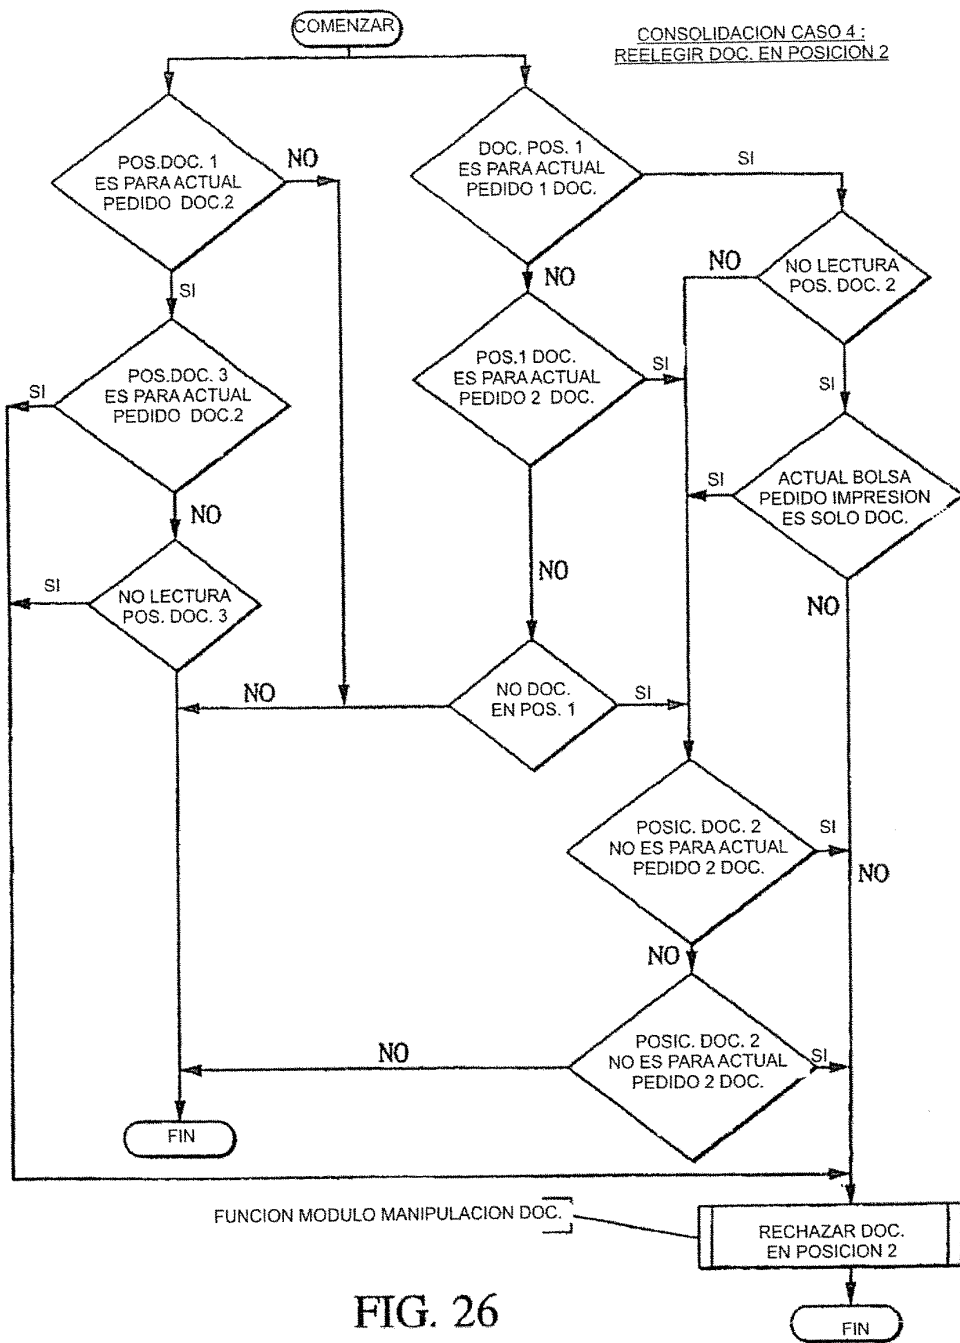 COMENZAR
CONSOLIDACION CASO 4 :
REELEGIR DOC. EN POSICION 2
POS.DOC. 1
ES PARA ACTUAL
PEDIDO DOC.2
NO
DOC. POS. 1
ES PARA ACTUAL
PEDIDO 1 DOC.
SI
NO LECTURA
POS. DOC. 2
NO
SI
NO
POS.DOC. 3
ES PARA ACTUAL
PEDIDO DOC.2
SI
POS.1 DOC.
ES PARA ACTUAL
PEDIDO 2 DOC.
SI
SI
ACTUAL BOLSA
PEDIDO IMPRESION
ES SOLO DOC.
SI
NO
NO
NO LECTURA
POS. DOC. 3
SI
NO
NO DOC.
EN POS. 1
NO
SI
POSIC. DOC. 2
NO ES PARA ACTUAL
PEDIDO 2 DOC.
SI
NO
NO
POSIC. DOC. 2
NO ES PARA ACTUAL
PEDIDO 2 DOC.
NO
SI
FIN
FUNCION MODULO MANIPULACION DOC.
RECHAZAR DOC.
EN POSICION 2
FIG. 26
FIN